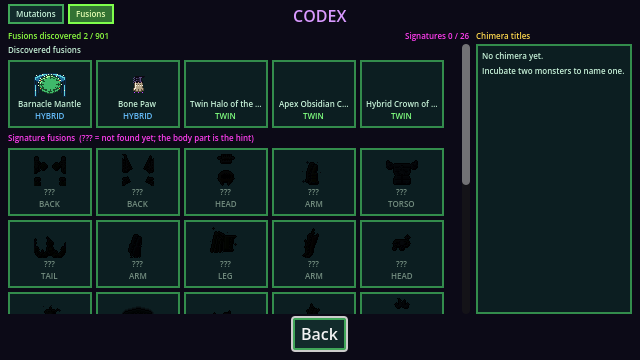 Mutations
Fusions
CODEX
Fusions discovered 2 / 901
Signatures 0 / 26
Chimera titles
Discovered fusions
No chimera yet.
Incubate two monsters to name one.
Barnacle Mantle
HYBRID
Bone Paw
HYBRID
Twin Halo of the ...
TWIN
Apex Obsidian C...
TWIN
Hybrid Crown of ...
TWIN
Signature fusions (??? = not found yet; the body part is the hint)
???
BACK
???
BACK
???
HEAD
???
ARM
???
TORSO
???
TAIL
???
ARM
???
LEG
???
ARM
???
HEAD
Back